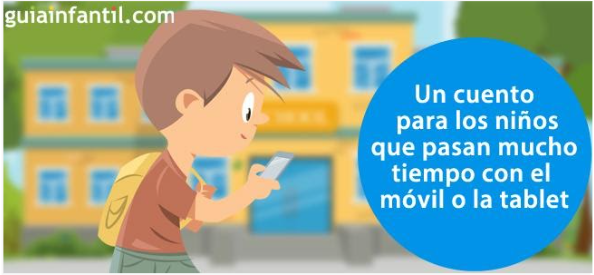 guiainfantil.com
Un cuento
para los niños
que pasan mucho
tiempo con el
móvil o la tablet